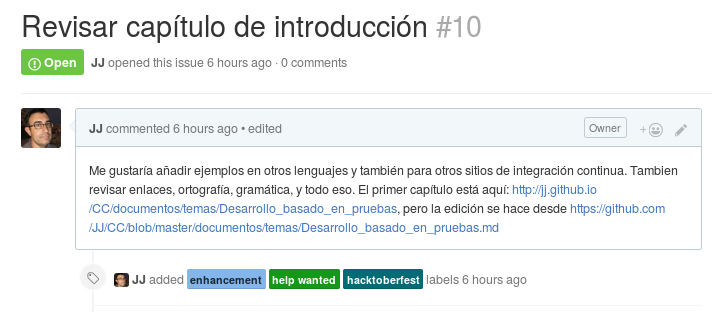 Revisar capítulo de introducción #10
Open JJ opened this issue 6 hours ago · 0 comments
JJ commented 6 hours ago • edited Owner +
Me gustaría añadir ejemplos en otros lenguajes y también para otros sitios de integración continua. Tambien
revisar enlaces, ortografía, gramática, y todo eso. El primer capítulo está aquí: http://jj.github.io
/CC/documentos/temas/Desarrollo_basado_en_pruebas, pero la edición se hace desde https://github.com
/JJ/CC/blob/master/documentos/temas/Desarrollo_basado_en_pruebas.md
JJ added enhancement help wanted hacktoberfest labels 6 hours ago